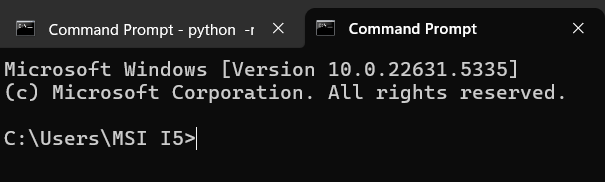 Command Prompt - python -r
Command Prompt
Microsoft Windows [Version 10.0.22631.5335]
(c) Microsoft Corporation. All rights reserved.
C:\Users\MSI I5>